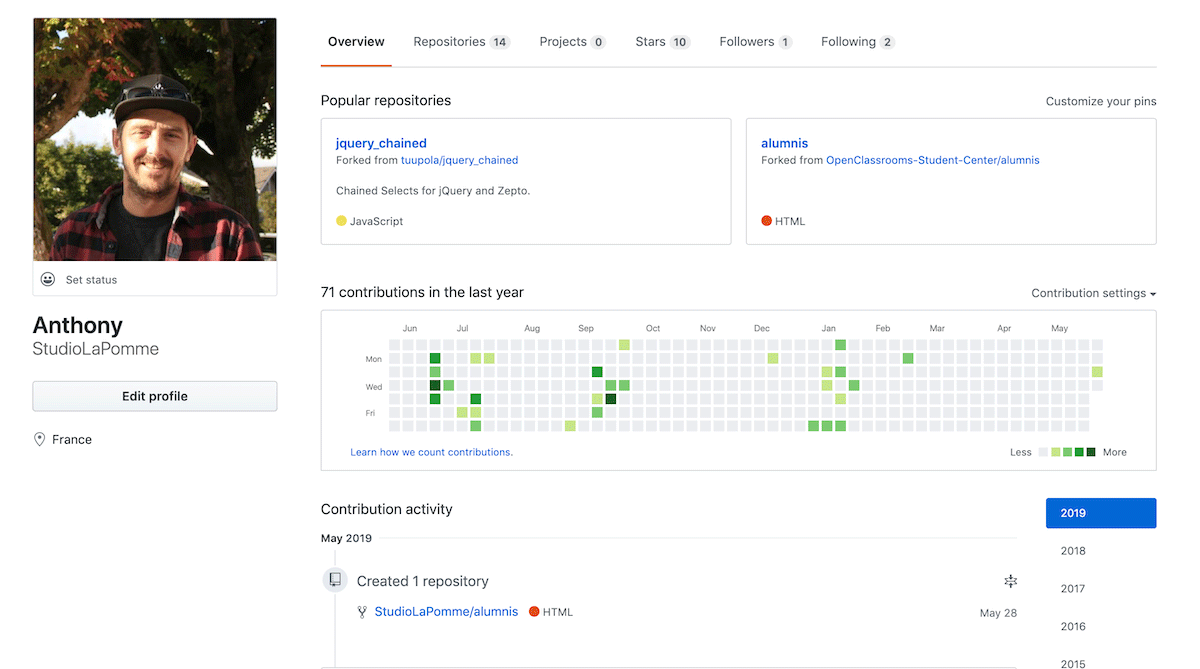 Overview Repositories 14 Projects 0 Stars 10 Followers 1 Following 2
Popular repositories
Customize your pins
jquery_chained
Forked from tuupola/jquery_chained
Chained Selects for jQuery and Zepto.
JavaScript
alumnis
Forked from OpenClassrooms-Student-Center/alumnis
HTML
Set status
Anthony
StudioLaPomme
Edit profile
France
71 contributions in the last year
Contribution settings
Jun Jul Aug Sep Oct Nov Dec Jan Feb Mar Apr May
Mon
Wed
Fri
Learn how we count contributions.
Less More
Contribution activity
2019
2018
2017
2016
2015
May 2019
Created 1 repository
StudioLaPomme/alumnis HTML May 28